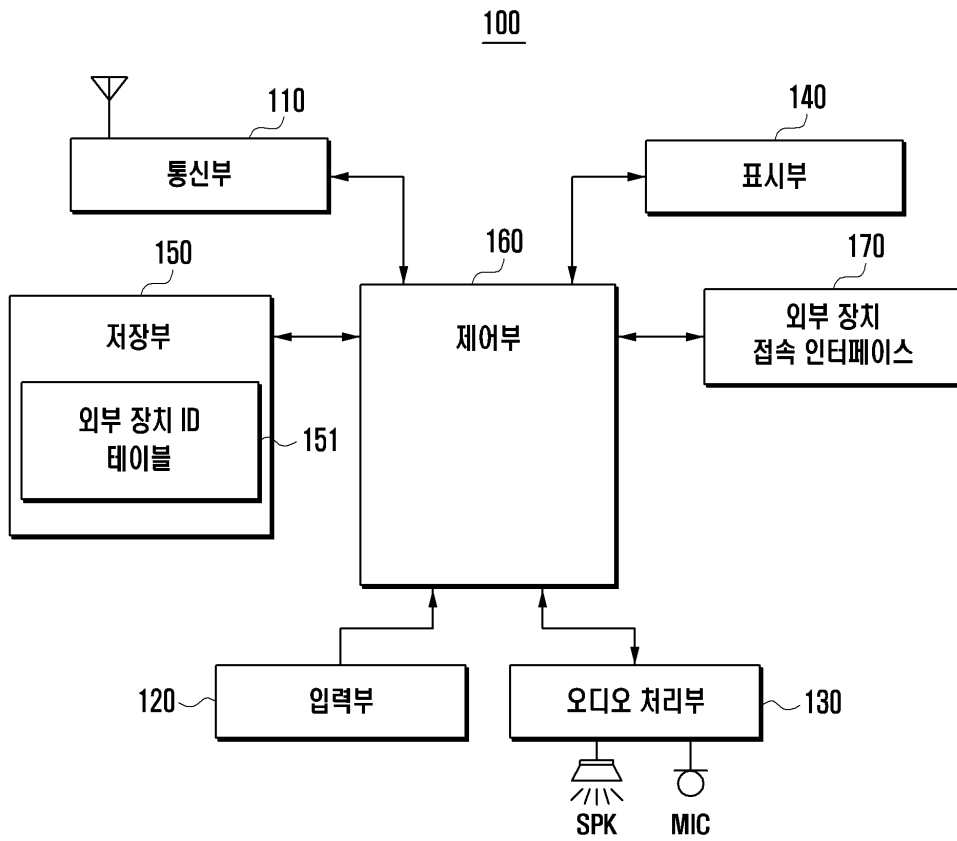 100
110
통신부
140
표시부
150
저장부
외부 장치 ID
테이블
151
160
제어부
170
외부 장치
접속 인터페이스
120
입력부
오디오 처리부
130
SPK
MIC